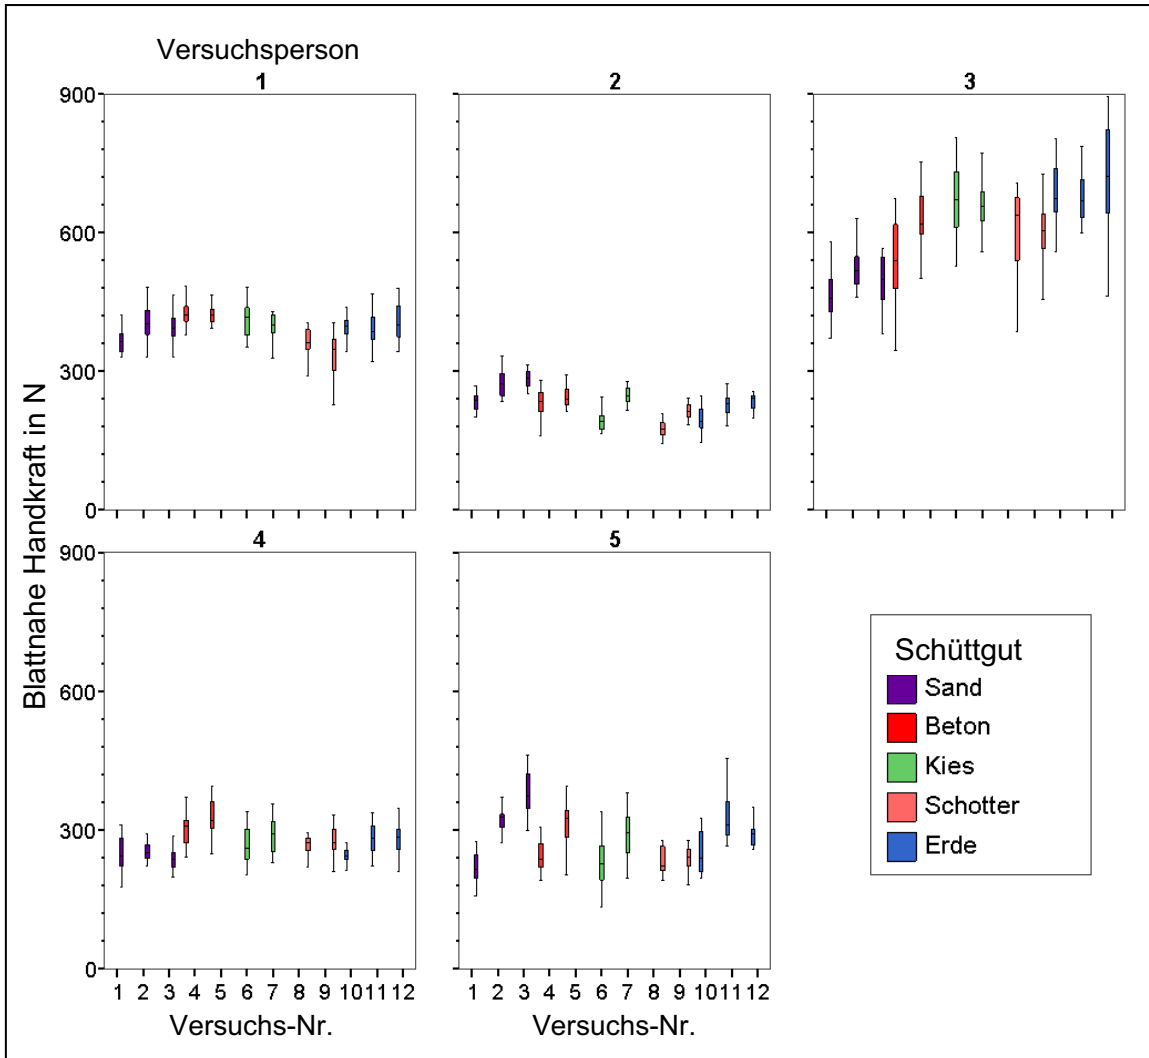 Versuchsperson
1 2 3
900
600
300
0
4 5
900
600
300
0
Blattnahe Handkraft in N
1 2 3 4 5 6 7 8 9 10 11 12
1 2 3 4 5 6 7 8 9 10 11 12
Versuchs-Nr.
Versuchs-Nr.
Schüttgut
Sand
Beton
Kies
Schotter
Erde